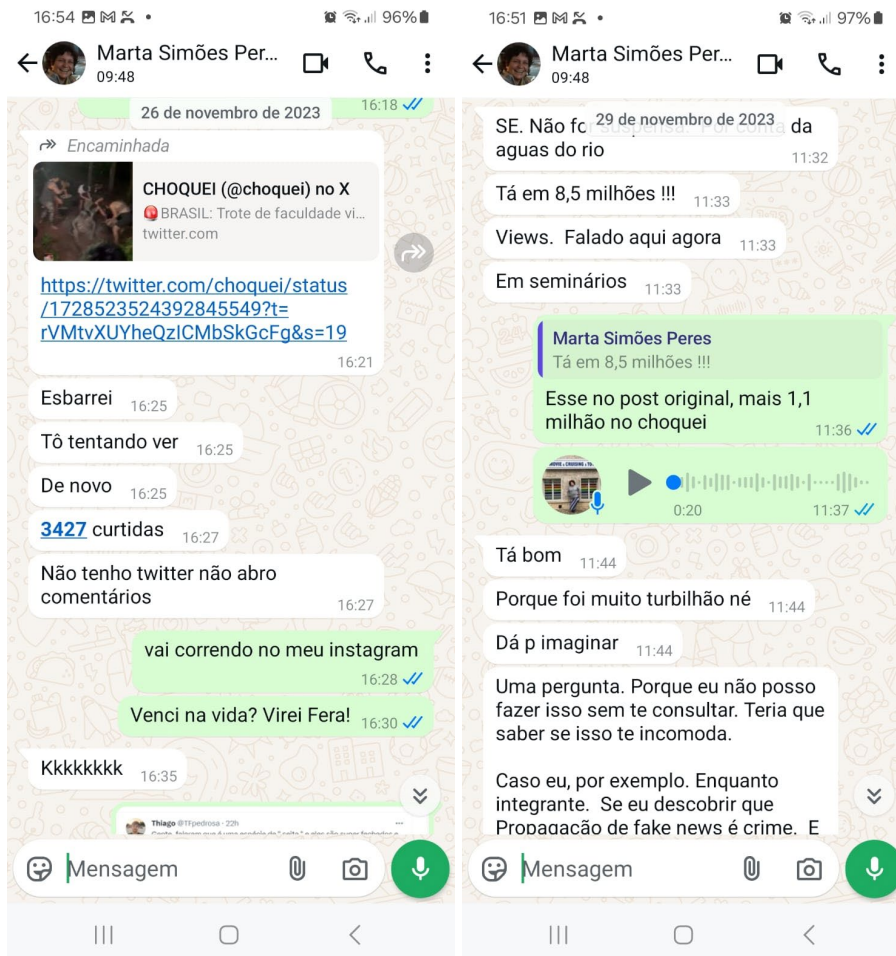 16:54
96%
Marta Simões Per...
09:48
16:18
26 de novembro de 2023
Encaminhada
CHOQUEI (@choquei) no X
BRASIL: Trote de faculdade vi...
twitter.com
https://twitter.com/choquei/status
/1728523524392845549?t=
rVMtvXUYheQzICMbSkGcFg&s=19
16:21
Esbarrei 16:25
Tô tentando ver 16:25
De novo 16:25
3427 curtidas 16:27
Não tenho twitter não abro
comentários
16:27
vai correndo no meu instagram
16:28
Venci na vida? Virei Fera! 16:30
Kkkkkkkk 16:35
Thiago @TFpedrosa · 22h
Mensagem
16:51
97%
Marta Simões Per...
09:48
29 de novembro de 2023
SE. Não for suspensa. Por conta da
aguas do rio
11:32
Tá em 8,5 milhões !!! 11:33
Views. Falado aqui agora 11:33
Em seminários 11:33
Marta Simões Peres
Tá em 8,5 milhões !!!
Esse no post original, mais 1,1
milhão no choquei
11:36
0:20 11:37
Tá bom 11:44
Porque foi muito turbilhão né 11:44
Dá p imaginar 11:44
Uma pergunta. Porque eu não posso
fazer isso sem te consultar. Teria que
saber se isso te incomoda.
Caso eu, por exemplo. Enquanto
integrante. Se eu descobrir que
Propagação de fake news é crime. E
Mensagem